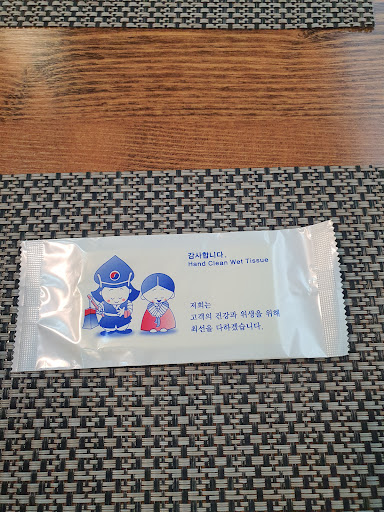 감사합니다.
Hand Clean Wet Tissue
저희는
고객의 건강과 위생을 위해
최선을 다하겠습니다.